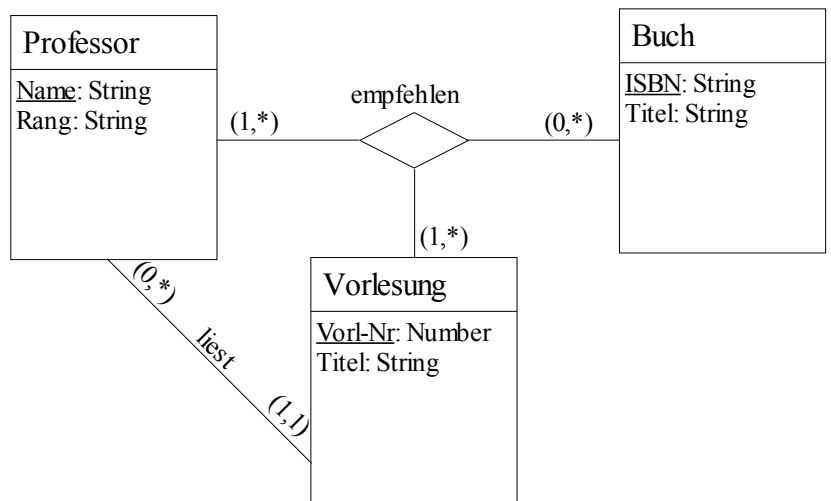 Professor
Name: String
Rang: String
empfehlen
(1,*)
(0,*)
(1,*)
Buch
ISBN: String
Titel: String
(0,*)
liest
(1,1)
Vorlesung
Vorl-Nr: Number
Titel: String